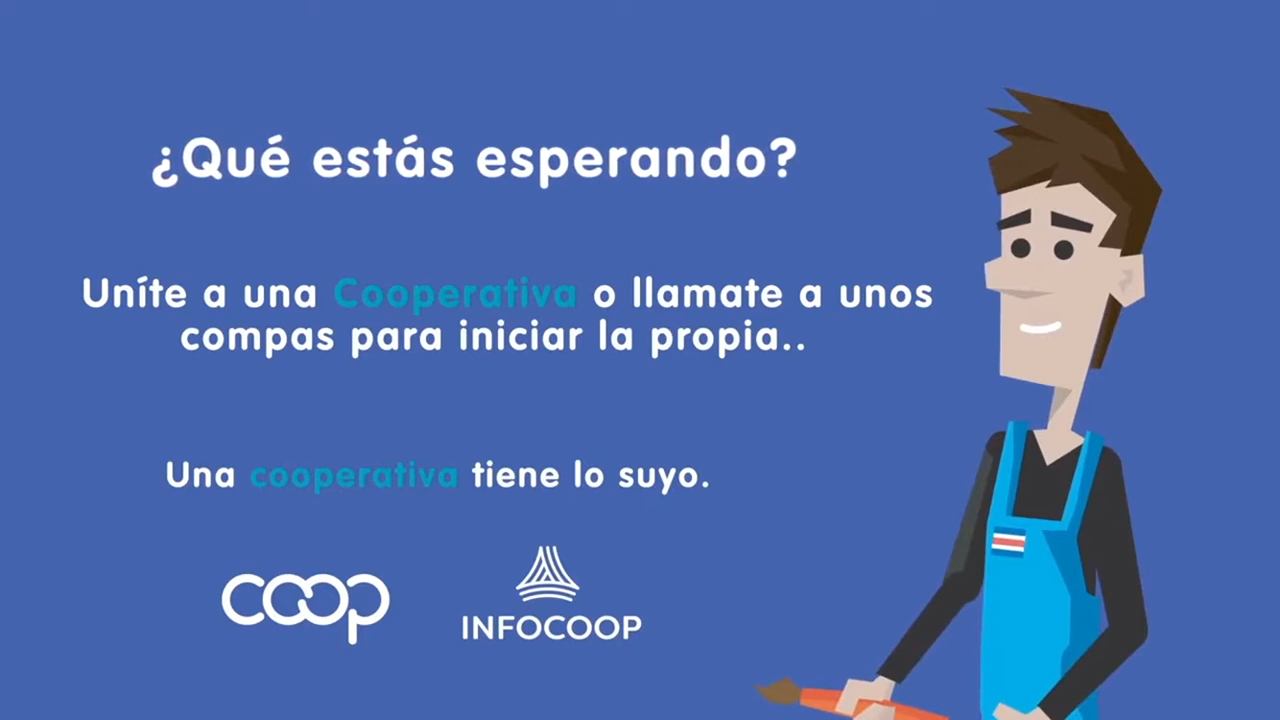 ¿Qué estás esperando?
Uníte a una Cooperativa o llamate a unos
compas para iniciar la propia..
Una cooperativa tiene lo suyo.
coop
INFOCOOP